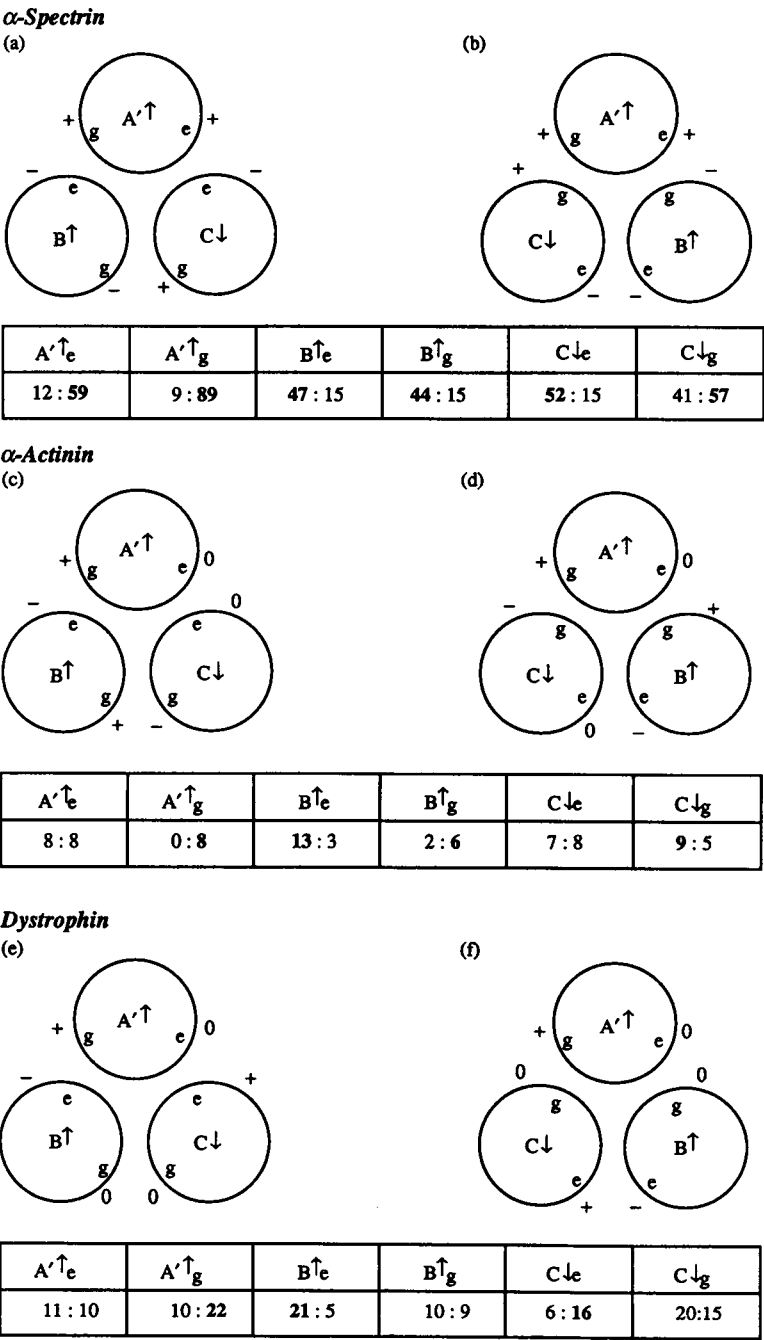 α-Spectrin
(a) (b)
A′↑ A′↑
+ g e + + g e +
− e e − + g g −
B↑ C↓ C↓ B↑
g − + g e − − e
A′↑e A′↑g B↑e B↑g C↓e C↓g
12 : 59 9 : 89 47 : 15 44 : 15 52 : 15 41 : 57
α-Actinin
(c) (d)
A′↑ A′↑
+ g e 0 + g e 0
− e e 0 − g g +
B↑ C↓ C↓ B↑
g + − g e 0 − e
A′↑e A′↑g B↑e B↑g C↓e C↓g
8 : 8 0 : 8 13 : 3 2 : 6 7 : 8 9 : 5
Dystrophin
(e) (f)
A′↑ A′↑
+ g e 0 + g e 0
− e e + 0 g g 0
B↑ C↓ C↓ B↑
g 0 0 g e + − e
A′↑e A′↑g B↑e B↑g C↓e C↓g
11 : 10 10 : 22 21 : 5 10 : 9 6 : 16 20:15